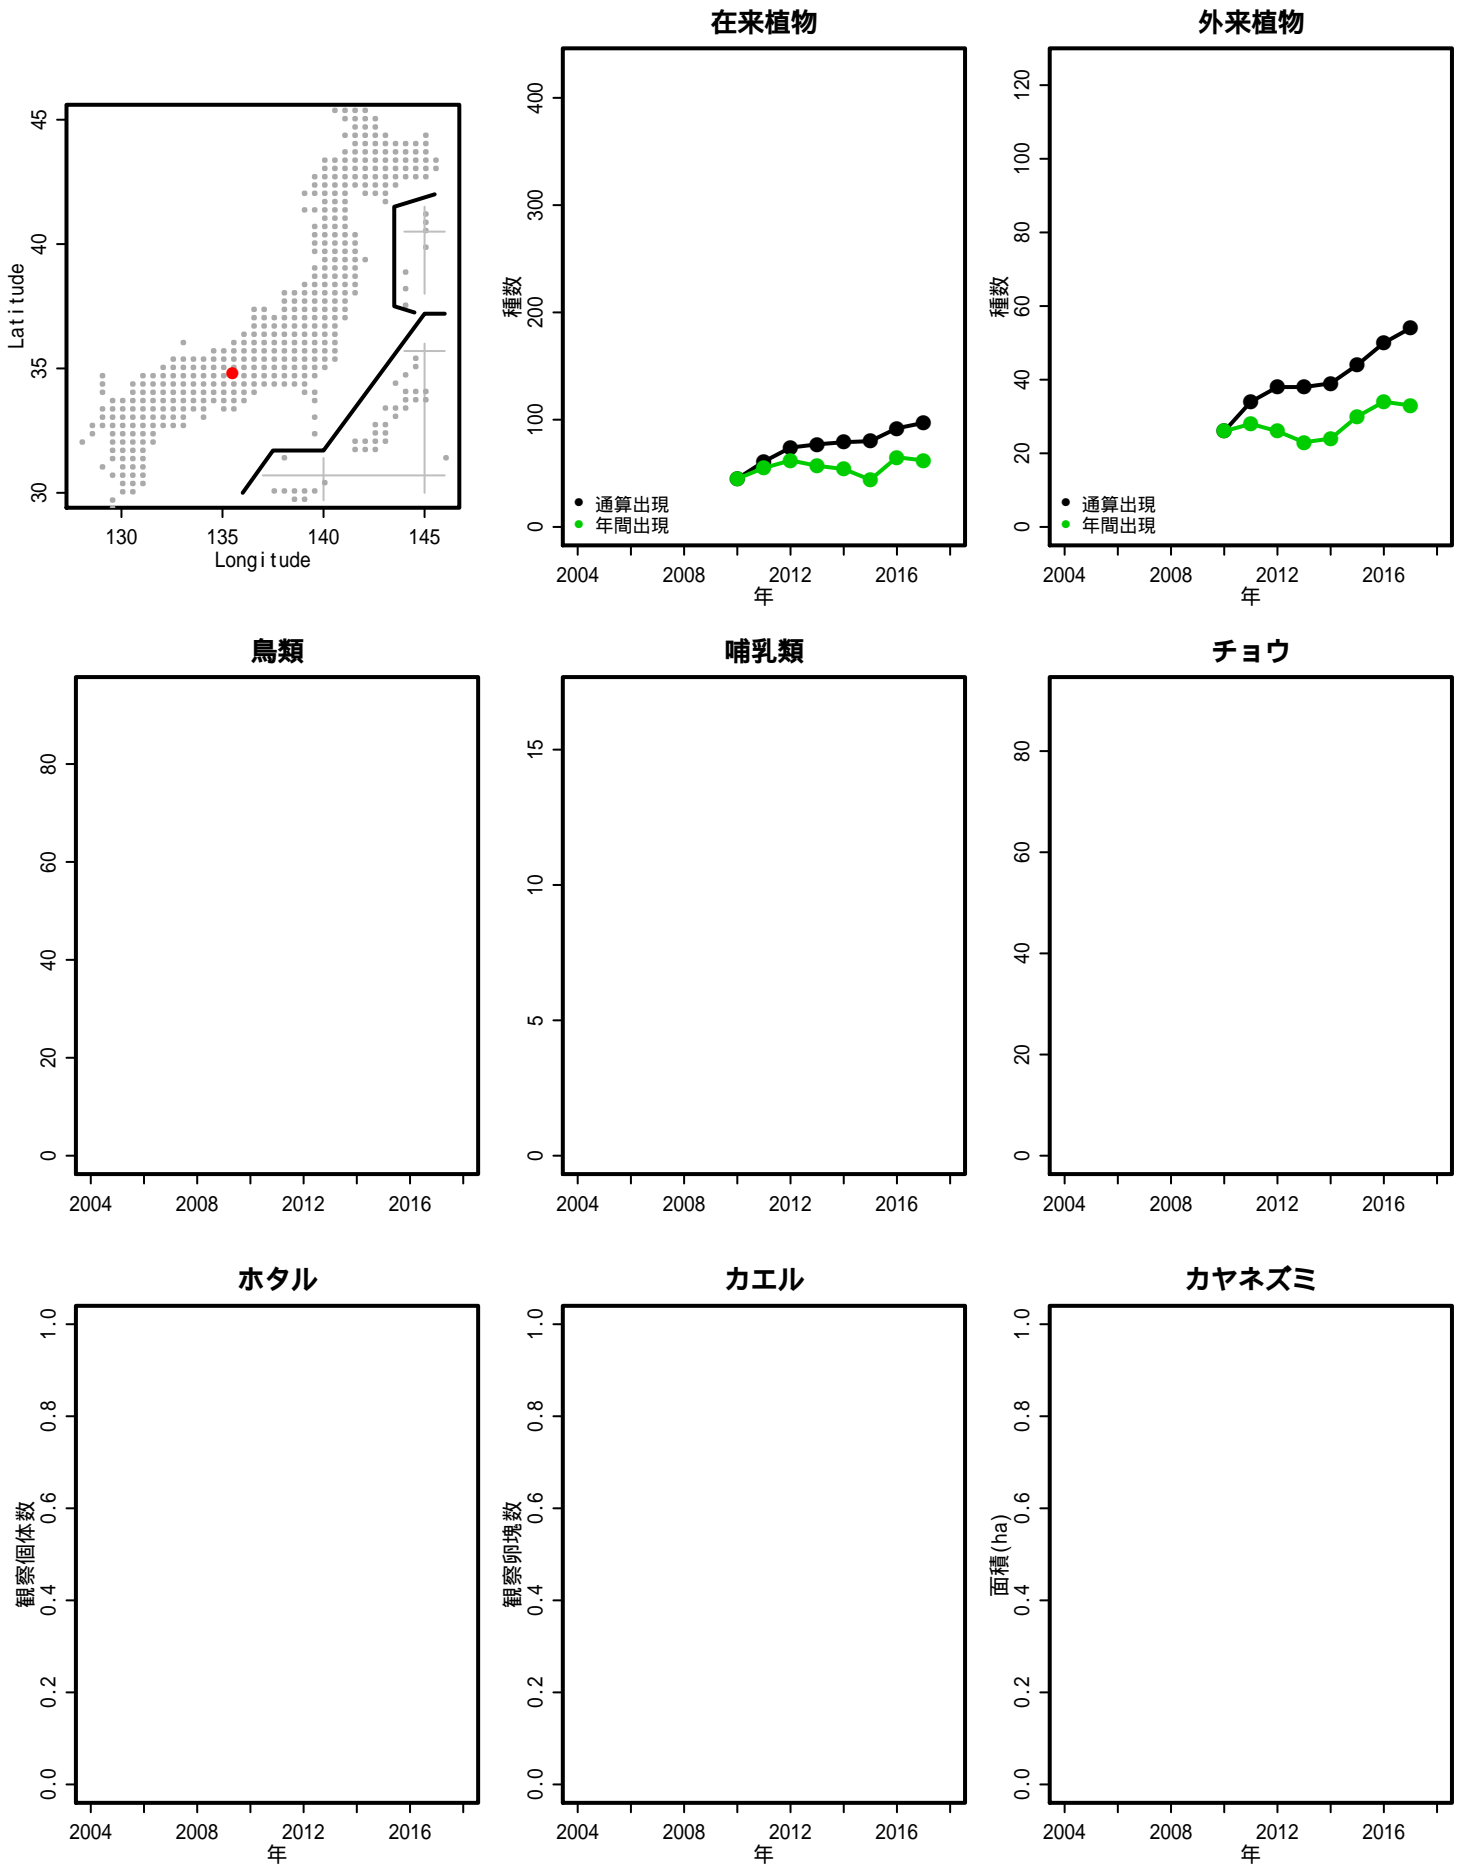 45
40
35
30
Latitude
130 135 140 145
Longitude
在来植物
400
300
200
100
0
種数
通算出現
年間出現
2004 2008 2012 2016
年
外来植物
120
100
80
60
40
20
0
種数
通算出現
年間出現
2004 2008 2012 2016
年
鳥類
80
60
40
20
0
2004 2008 2012 2016
哺乳類
15
10
5
0
2004 2008 2012 2016
チョウ
80
60
40
20
0
2004 2008 2012 2016
ホタル
1.0
0.8
0.6
0.4
0.2
0.0
観察個体数
2004 2008 2012 2016
年
カエル
1.0
0.8
0.6
0.4
0.2
0.0
観察卵塊数
2004 2008 2012 2016
年
カヤネズミ
1.0
0.8
0.6
0.4
0.2
0.0
面積(ha)
2004 2008 2012 2016
年